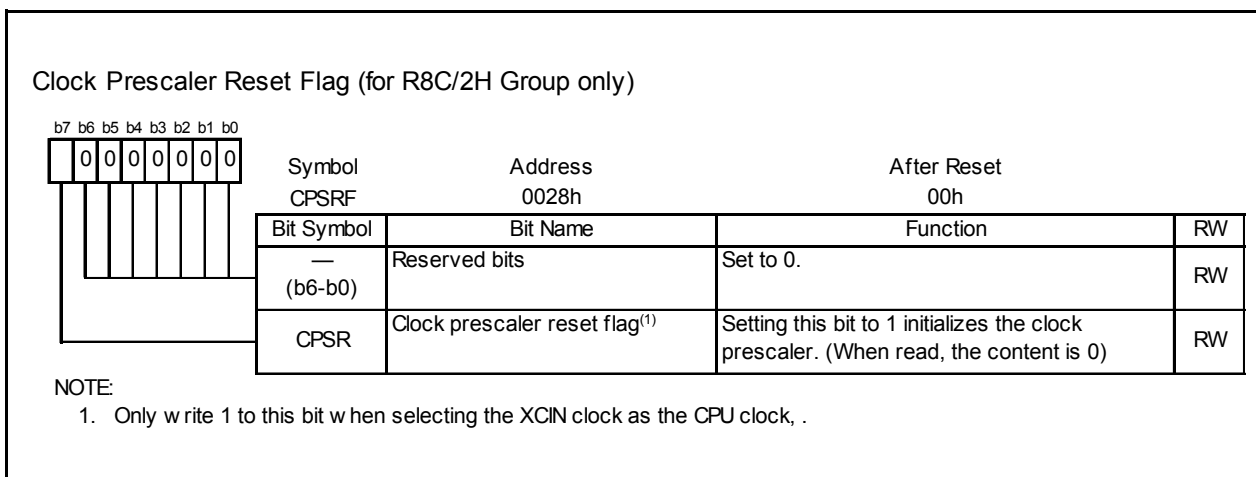 Clock Prescaler Reset Flag (for R8C/2H Group only)
b7 b6 b5 b4 b3 b2 b1 b0
0 0 0 0 0 0 0
Symbol Address After Reset
CPSRF 0028h 00h
Bit Symbol Bit Name Function RW
— (b6-b0) Reserved bits Set to 0. RW
CPSR Clock prescaler reset flag(1) Setting this bit to 1 initializes the clock
prescaler. (When read, the content is 0) RW
NOTE:
1. Only w rite 1 to this bit w hen selecting the XCIN clock as the CPU clock, .